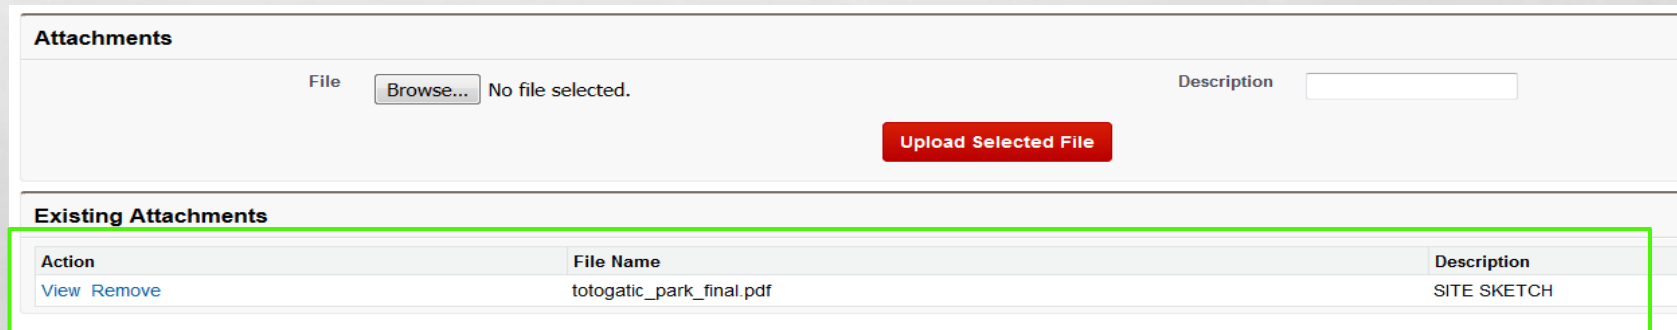 Attachments
File Browse... No file selected. Description
Upload Selected File
Existing Attachments
Action File Name Description
View Remove totogatic_park_final.pdf SITE SKETCH